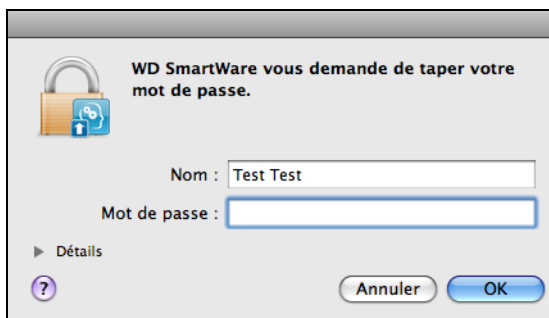 WD SmartWare vous demande de taper votre
mot de passe.
Nom : Test Test
Mot de passe :
Détails
?
Annuler OK